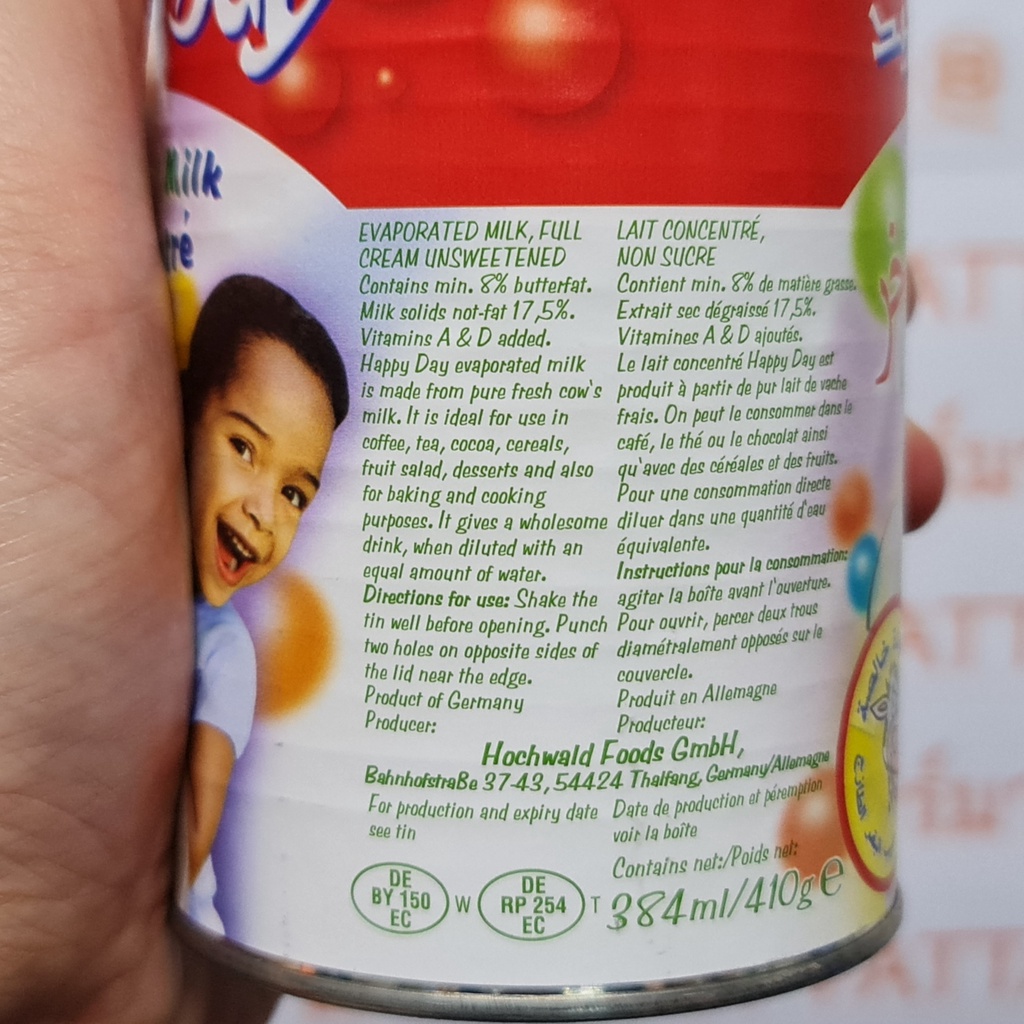 Milk
EVAPORATED MILK, FULL
CREAM UNSWEETENED
Contains min. 8% butterfat.
Milk solids not-fat 17,5%.
Vitamins A & D added.
Happy Day evaporated milk
is made from pure fresh cow's
milk. It is ideal for use in
coffee, tea, cocoa, cereals,
fruit salad, desserts and also
for baking and cooking
purposes. It gives a wholesome
drink, when diluted with an
equal amount of water.
Directions for use: Shake the
tin well before opening. Punch
two holes on opposite sides of
the lid near the edge.
Product of Germany
Producer:
LAIT CONCENTRÉ,
NON SUCRE
Contient min. 8% de matière grasse.
Extrait sec dégraissé 17,5%.
Vitamines A & D ajoutés.
Le lait concentré Happy Day est
produit à partir de pur lait de vache
frais. On peut le consommer dans le
café, le thé ou le chocolat ainsi
qu'avec des céréales et des fruits.
Pour une consommation directe
diluer dans une quantité d'eau
équivalente.
Instructions pour la consommation:
agiter la boîte avant l'ouverture.
Pour ouvrir, percer deux trous
diamétralement opposés sur le
couvercle.
Produit en Allemagne
Producteur:
Hochwald Foods GmbH,
BahnhofstraBe 37-43, 54424 Thalfang, Germany/Allemagne
For production and expiry date
see tin
Date de production et péremption
voir la boîte
Contains net:/Poids net:
384ml/410g e
DE
BY 150
EC
W
DE
RP 254
EC
T